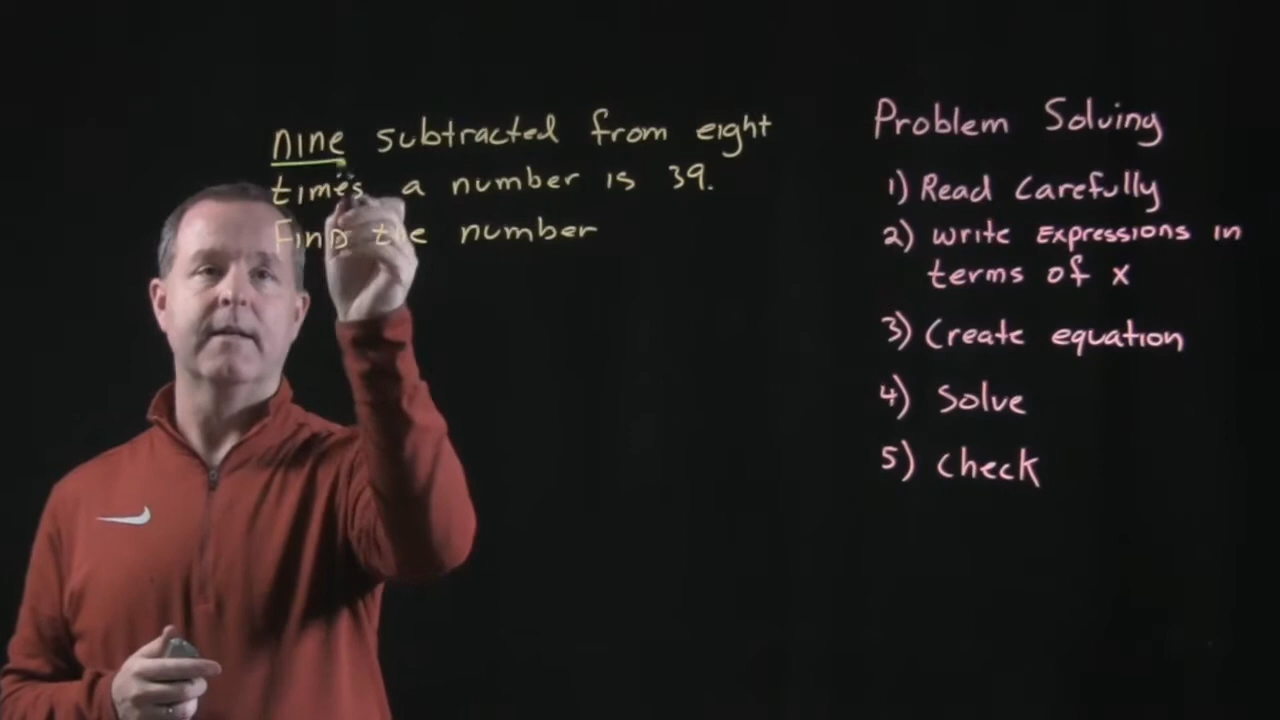 nine subtracted from eight
times a number is 39.
Find the number
Problem Solving
1) Read Carefully
2) Write Expressions in
terms of x
3) Create equation
4) Solve
5) Check